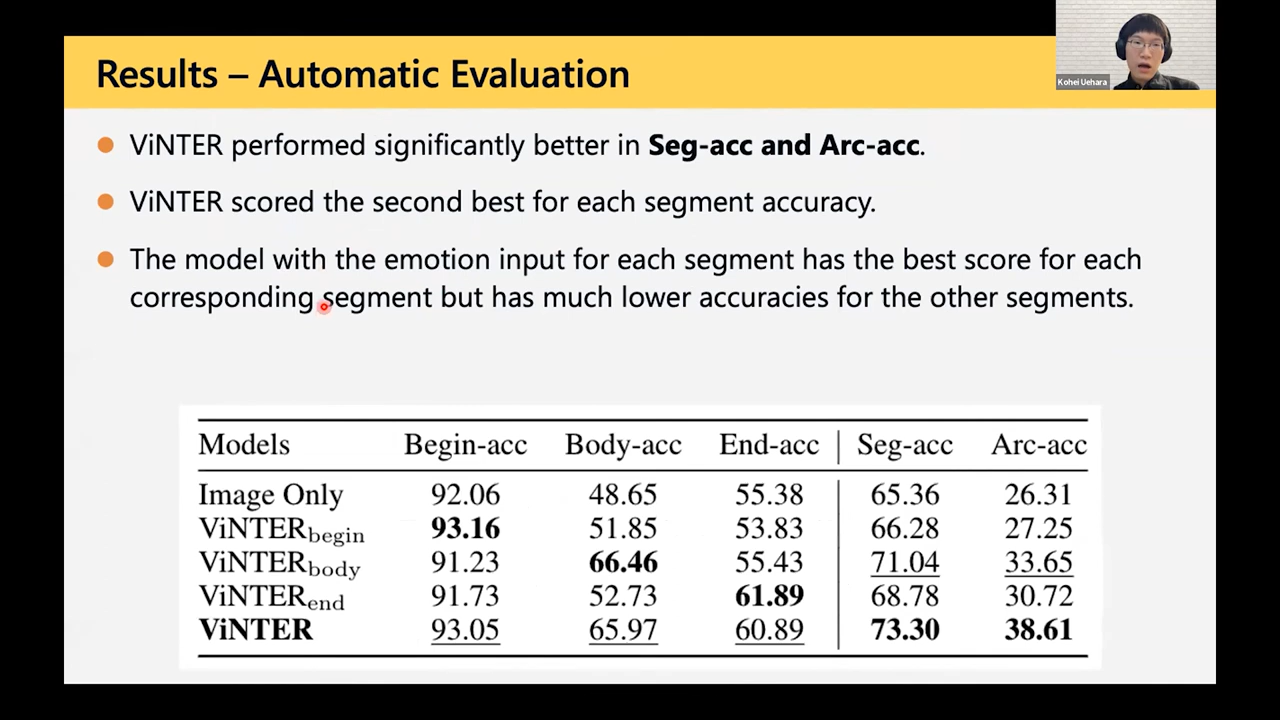 Results – Automatic Evaluation
Kohei Uehara
ViNTER performed significantly better in Seg-acc and Arc-acc.
ViNTER scored the second best for each segment accuracy.
The model with the emotion input for each segment has the best score for each
corresponding segment but has much lower accuracies for the other segments.
Models Begin-acc Body-acc End-acc Seg-acc Arc-acc
Image Only 92.06 48.65 55.38 65.36 26.31
ViNTERbegin 93.16 51.85 53.83 66.28 27.25
ViNTERbody 91.23 66.46 55.43 71.04 33.65
ViNTERend 91.73 52.73 61.89 68.78 30.72
ViNTER 93.05 65.97 60.89 73.30 38.61